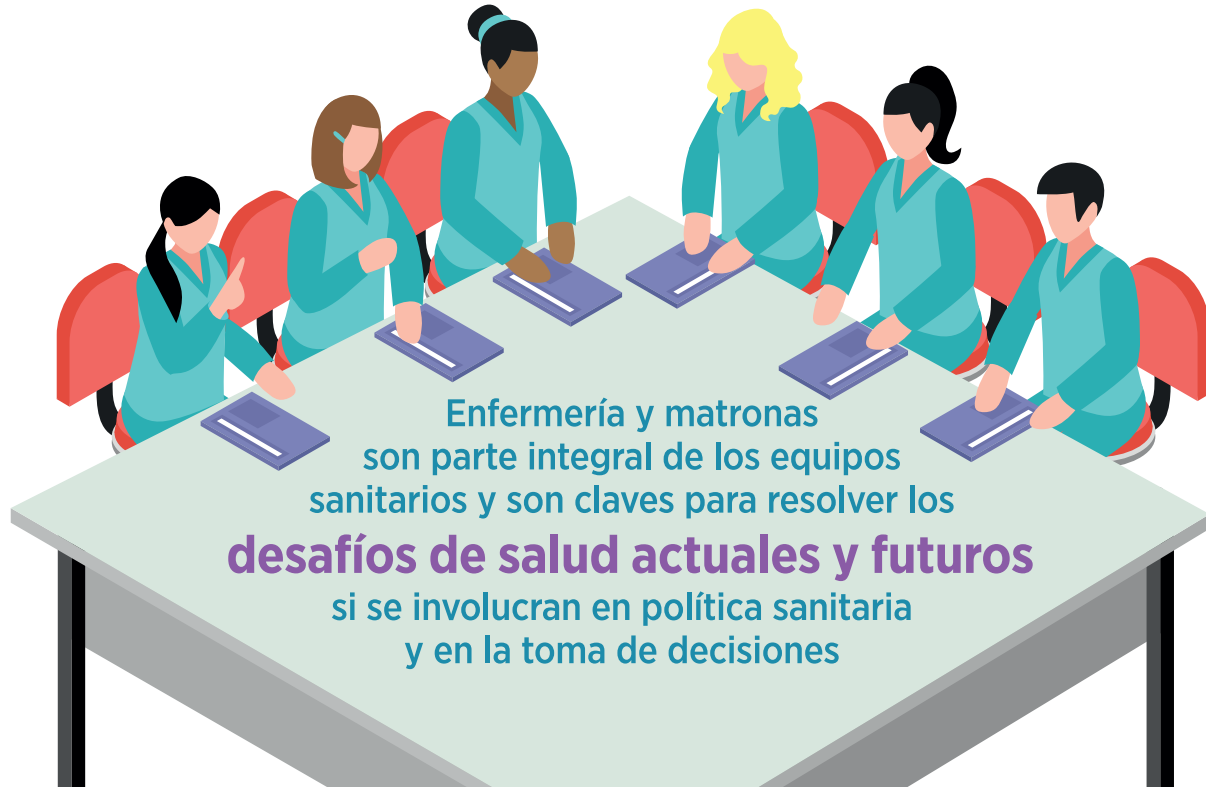 Enfermería y matronas
son parte integral de los equipos
sanitarios y son claves para resolver los
desafíos de salud actuales y futuros
si se involucran en política sanitaria
y en la toma de decisiones